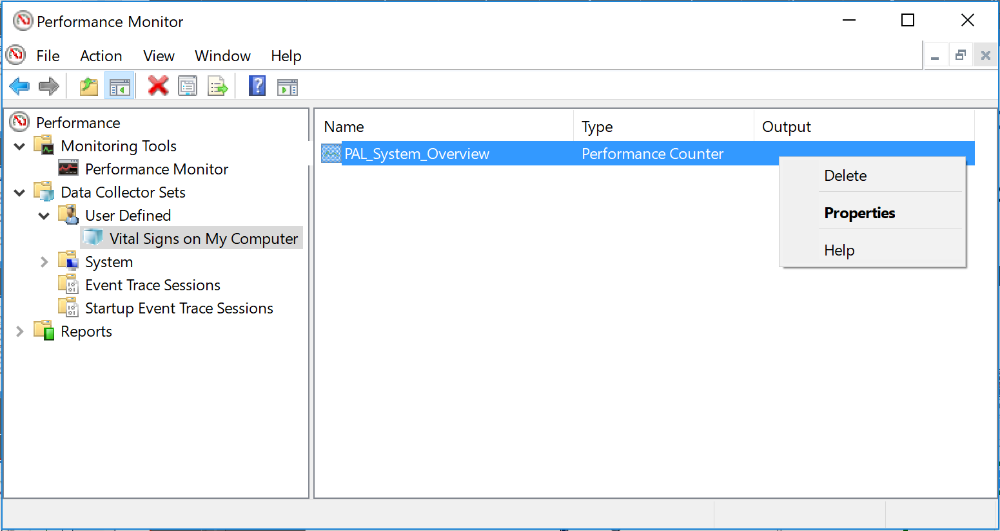 Performance Monitor
File Action View Window Help
Performance
Monitoring Tools
Performance Monitor
Data Collector Sets
User Defined
Vital Signs on My Computer
System
Event Trace Sessions
Startup Event Trace Sessions
Reports
Name Type Output
PAL_System_Overview Performance Counter
Delete
Properties
Help